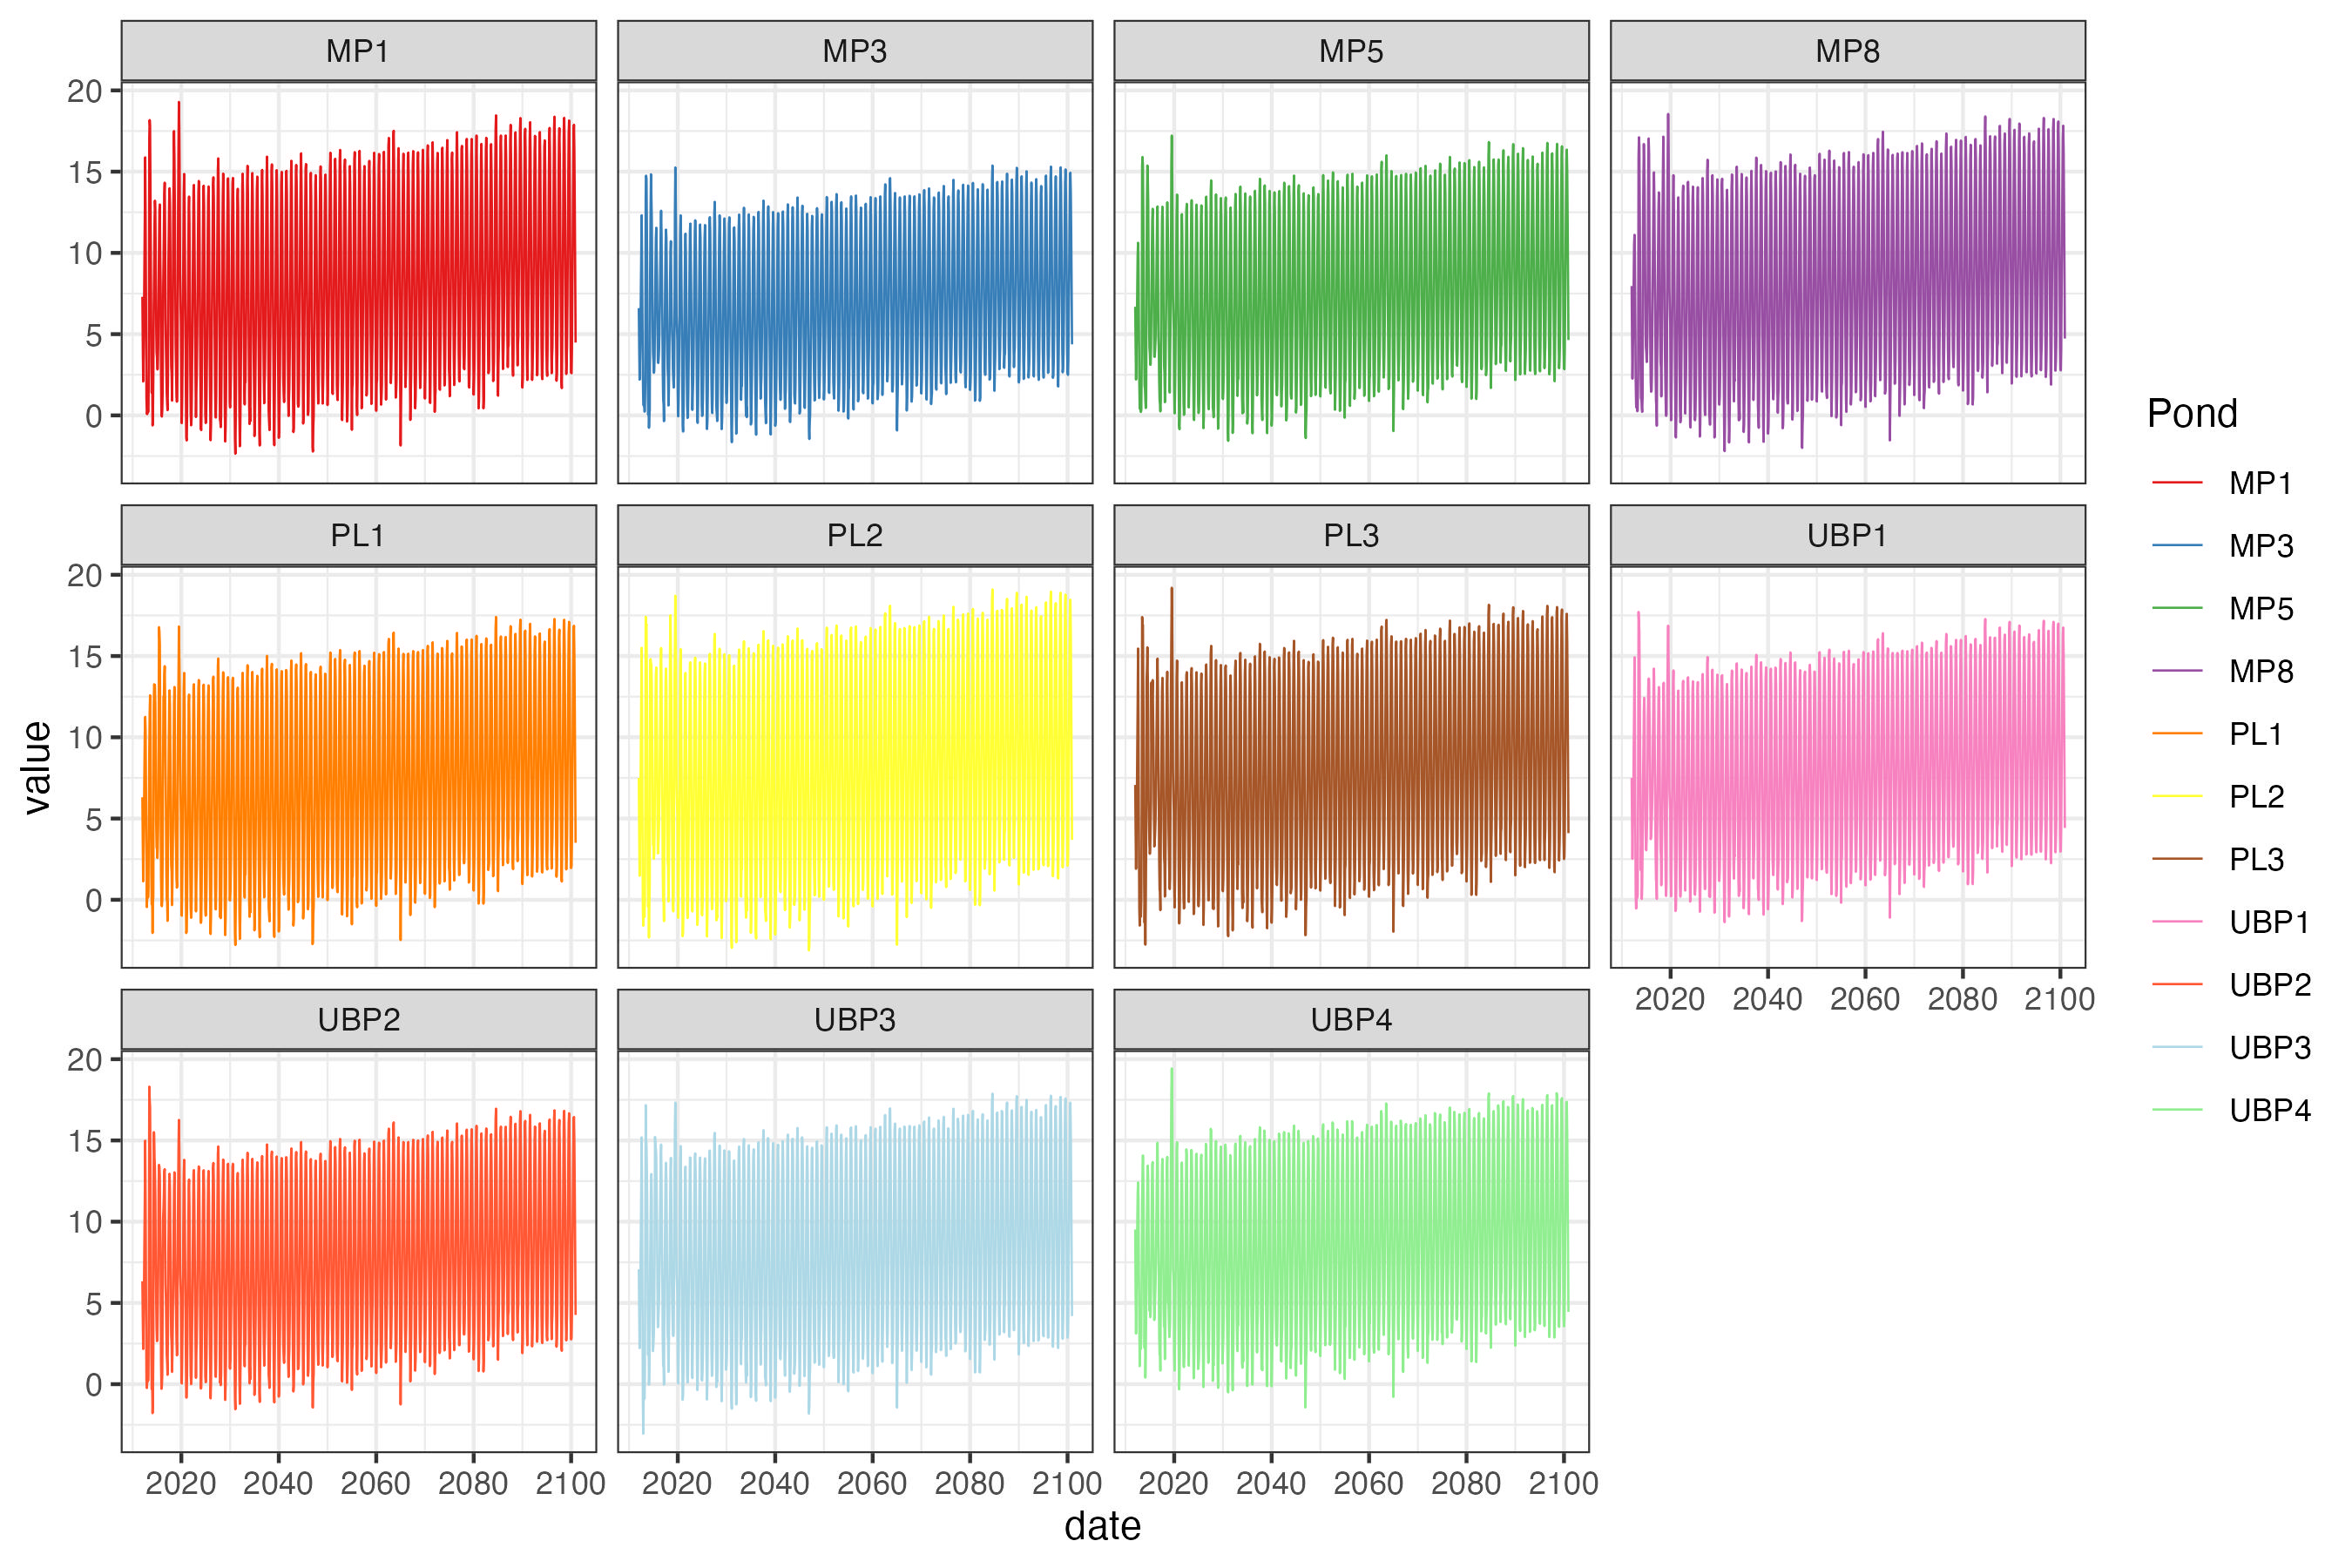 MP1 MP3 MP5 MP8
20
15
10
5
0
PL1 PL2 PL3 UBP1
20
15
10
5
0
2020 2040 2060 2080 2100
UBP2 UBP3 UBP4
20
15
10
5
0
2020 2040 2060 2080 2100 2020 2040 2060 2080 2100 2020 2040 2060 2080 2100
date
value
Pond
MP1
MP3
MP5
MP8
PL1
PL2
PL3
UBP1
UBP2
UBP3
UBP4